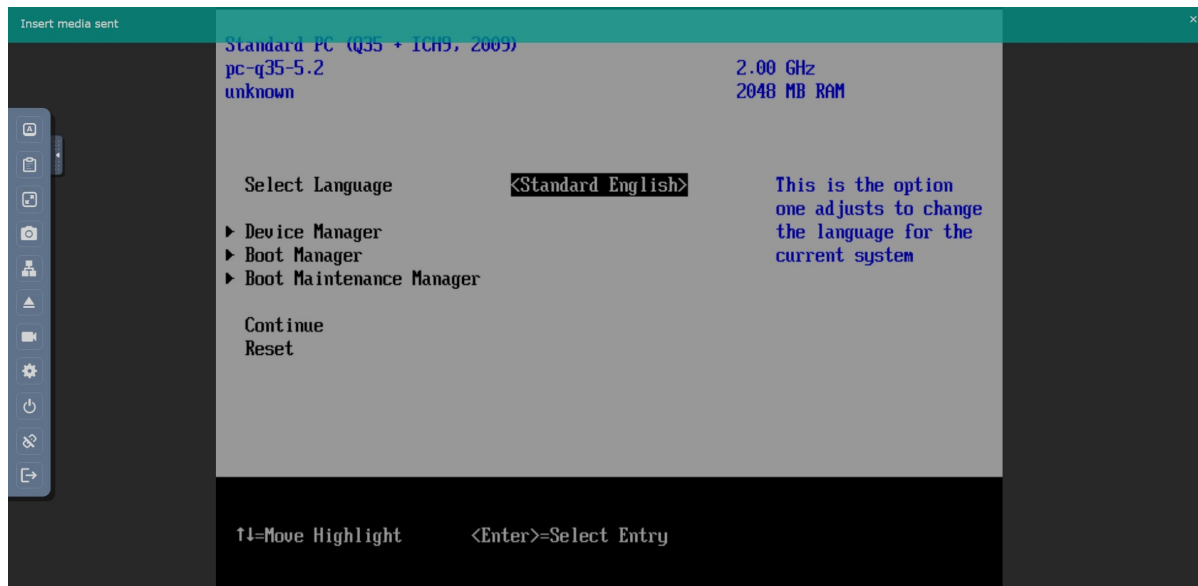 Insert media sent
×
Standard PC (Q35 + ICH9, 2009)
pc-q35-5.2 2.00 GHz
unknown 2048 MB RAM
Select Language <Standard English> This is the option
one adjusts to change
▶ Device Manager the language for the
▶ Boot Manager current system
▶ Boot Maintenance Manager
Continue
Reset
↑↓=Move Highlight <Enter>=Select Entry